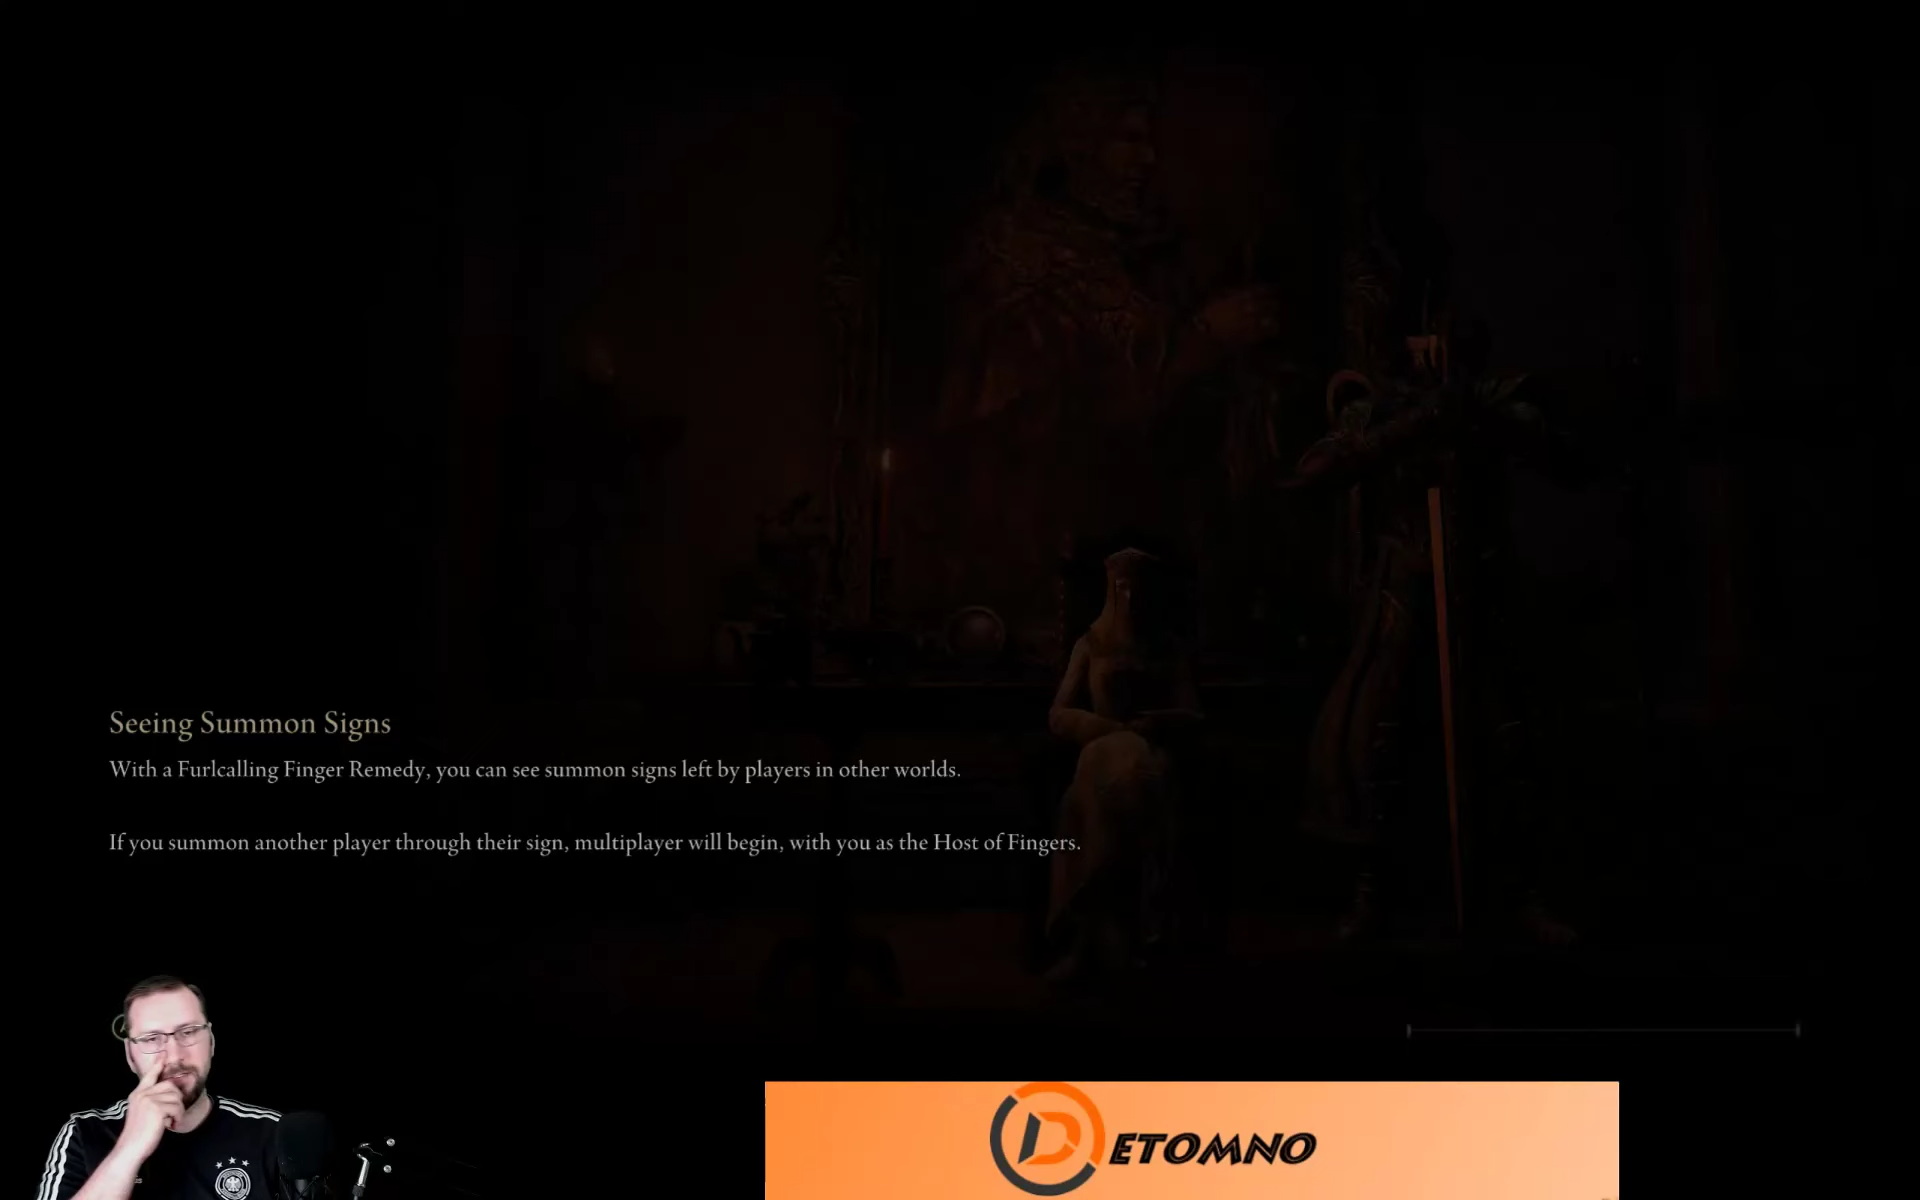 Seeing Summon Signs
With a Furlcalling Finger Remedy, you can see summon signs left by players in other worlds.
If you summon another player through their sign, multiplayer will begin, with you as the Host of Fingers.
DETOMNO